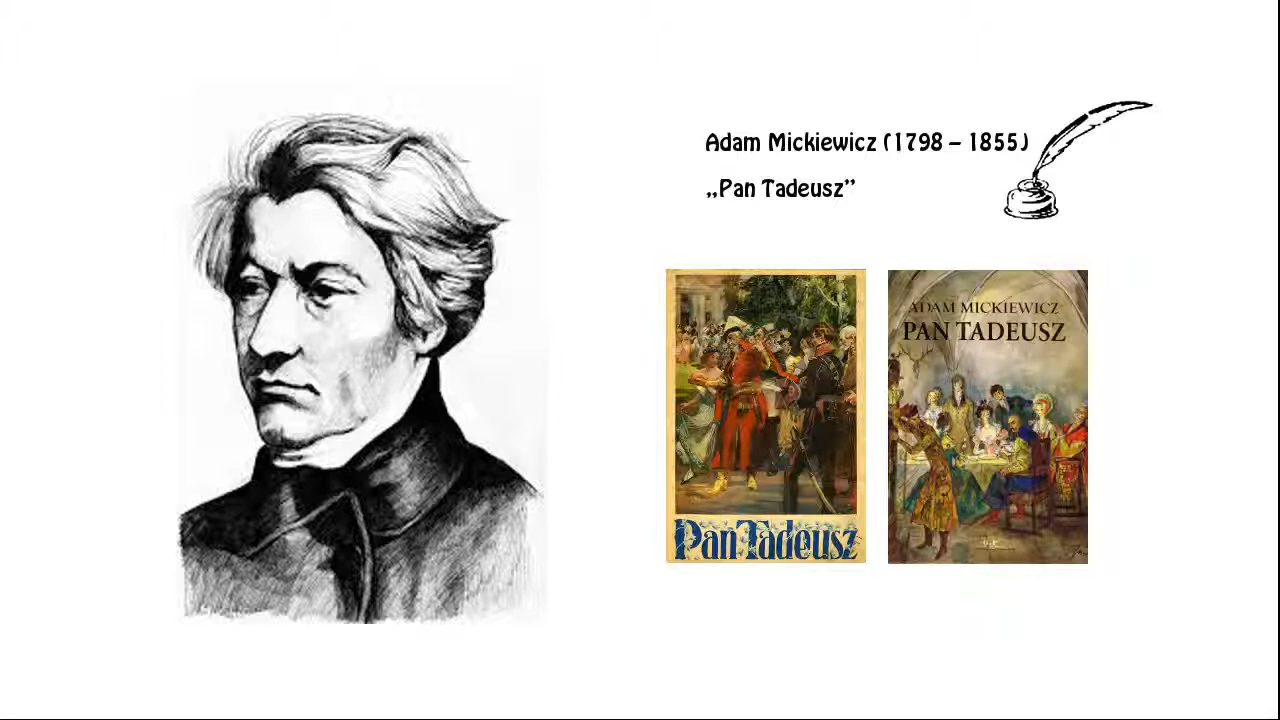 Adam Mickiewicz (1798 – 1855)
„Pan Tadeusz”
Pan Tadeusz
ADAM MICKIEWICZ
PAN TADEUSZ